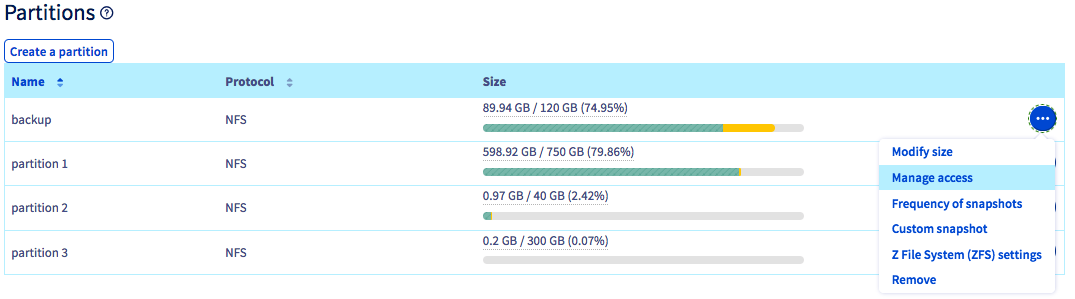 Partitions
Create a partition
Name Protocol Size
backup NFS 89.94 GB / 120 GB (74.95%)
partition 1 NFS 598.92 GB / 750 GB (79.86%)
partition 2 NFS 0.97 GB / 40 GB (2.42%)
partition 3 NFS 0.2 GB / 300 GB (0.07%)
Modify size
Manage access
Frequency of snapshots
Custom snapshot
Z File System (ZFS) settings
Remove